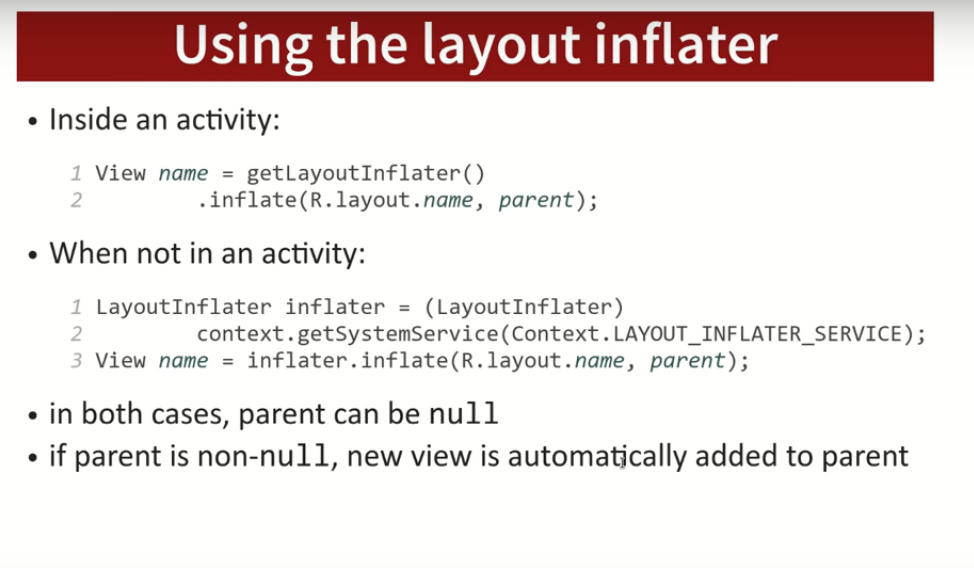 Using the layout inflater
• Inside an activity:
1 View name = getLayoutInflater()
2 .inflate(R.layout.name, parent);
• When not in an activity:
1 LayoutInflater inflater = (LayoutInflater)
2 context.getSystemService(Context.LAYOUT_INFLATER_SERVICE);
3 View name = inflater.inflate(R.layout.name, parent);
• in both cases, parent can be null
• if parent is non-null, new view is automatically added to parent